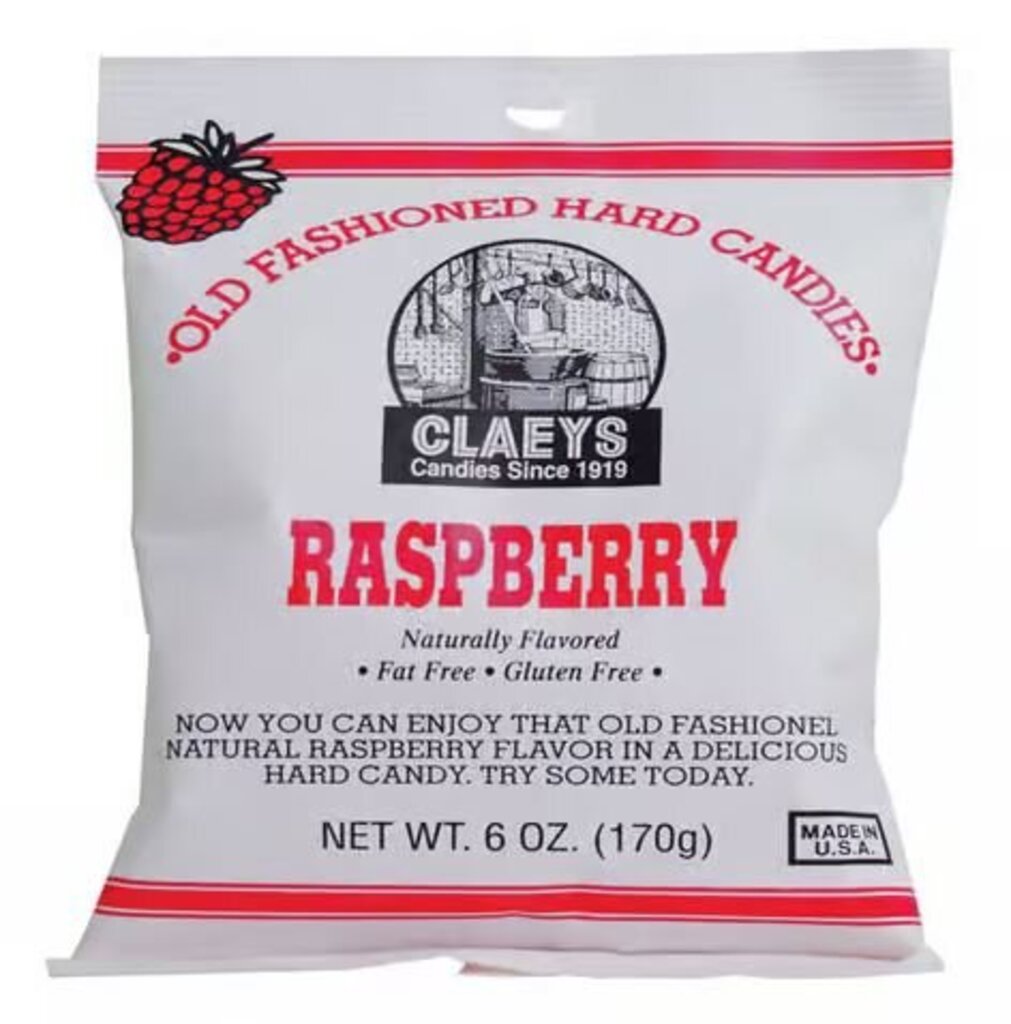 •OLD FASHIONED HARD CANDIES•
CLAEYS
Candies Since 1919
RASPBERRY
Naturally Flavored
• Fat Free • Gluten Free •
NOW YOU CAN ENJOY THAT OLD FASHIONEL
NATURAL RASPBERRY FLAVOR IN A DELICIOUS
HARD CANDY. TRY SOME TODAY.
NET WT. 6 OZ. (170g)
MADE IN
U.S.A.